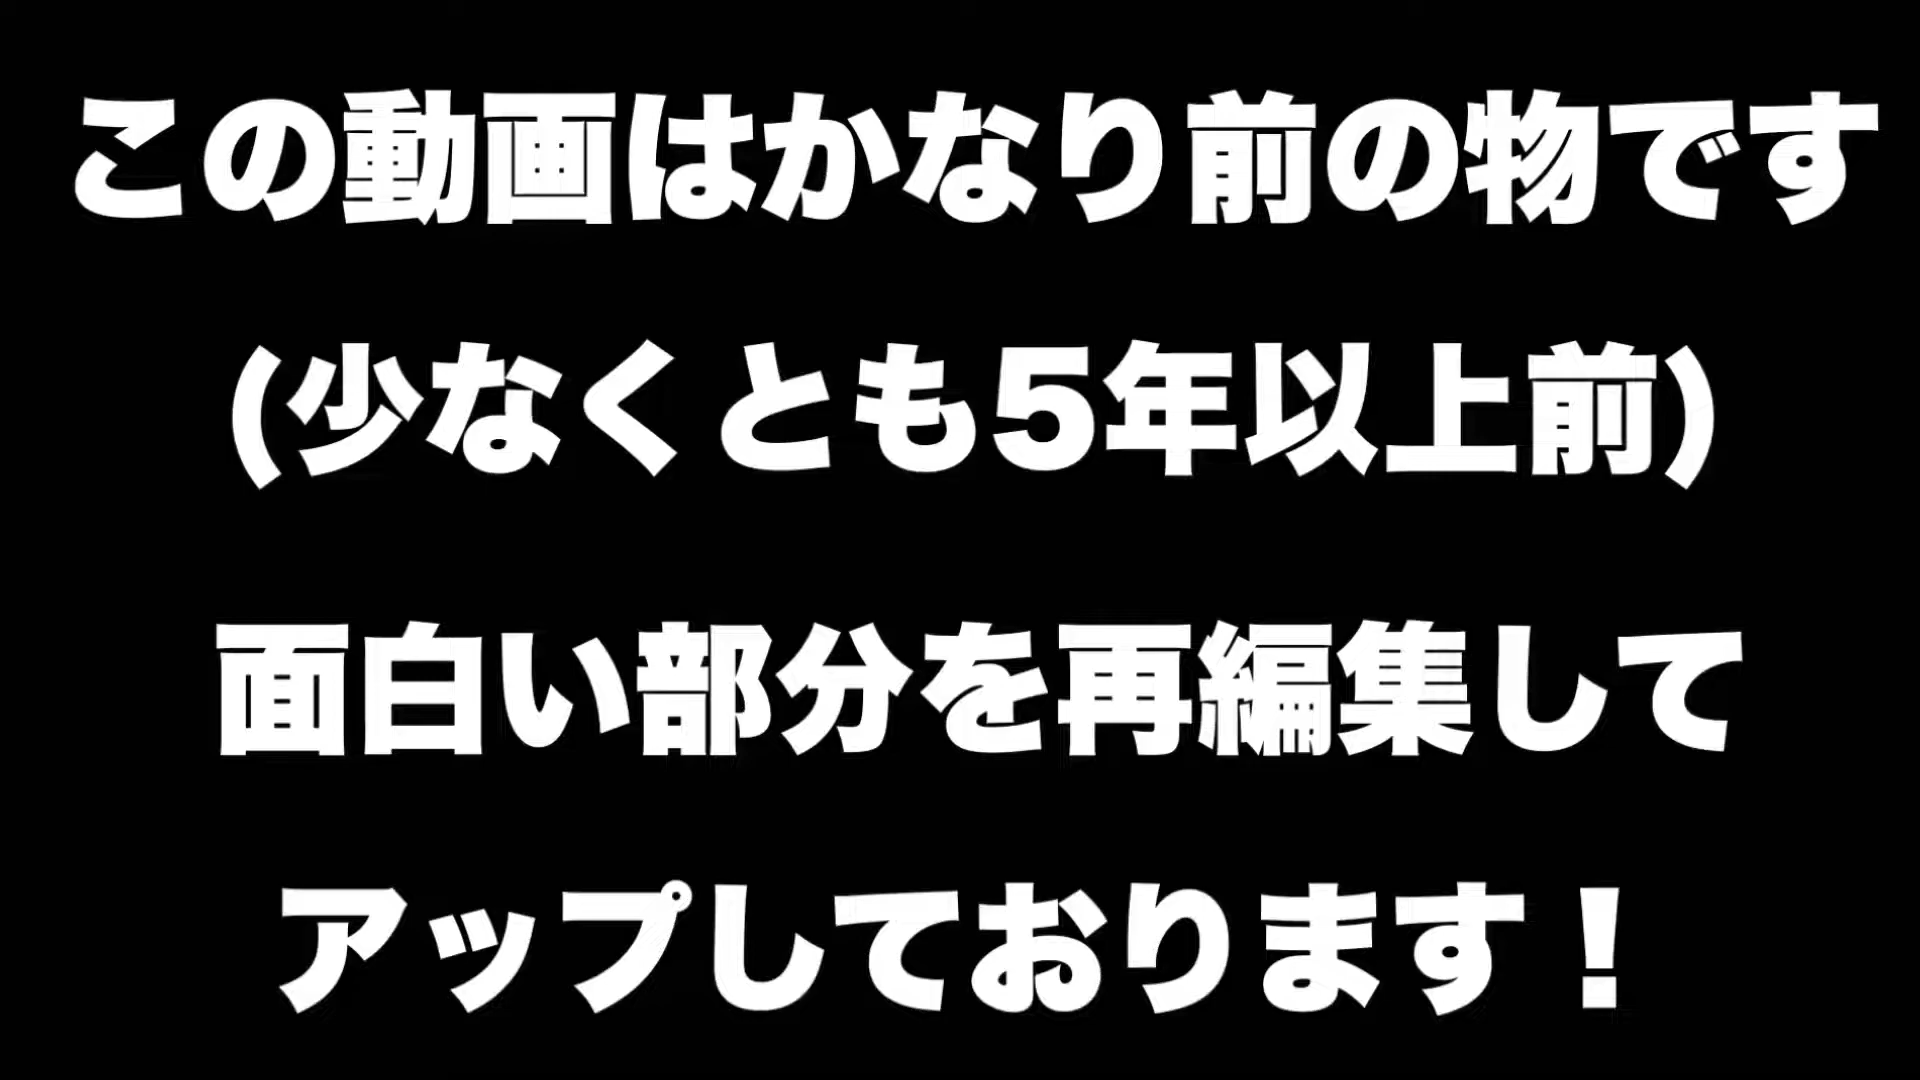 この動画はかなり前の物です
(少なくとも5年以上前)
面白い部分を再編集して
アップしております！